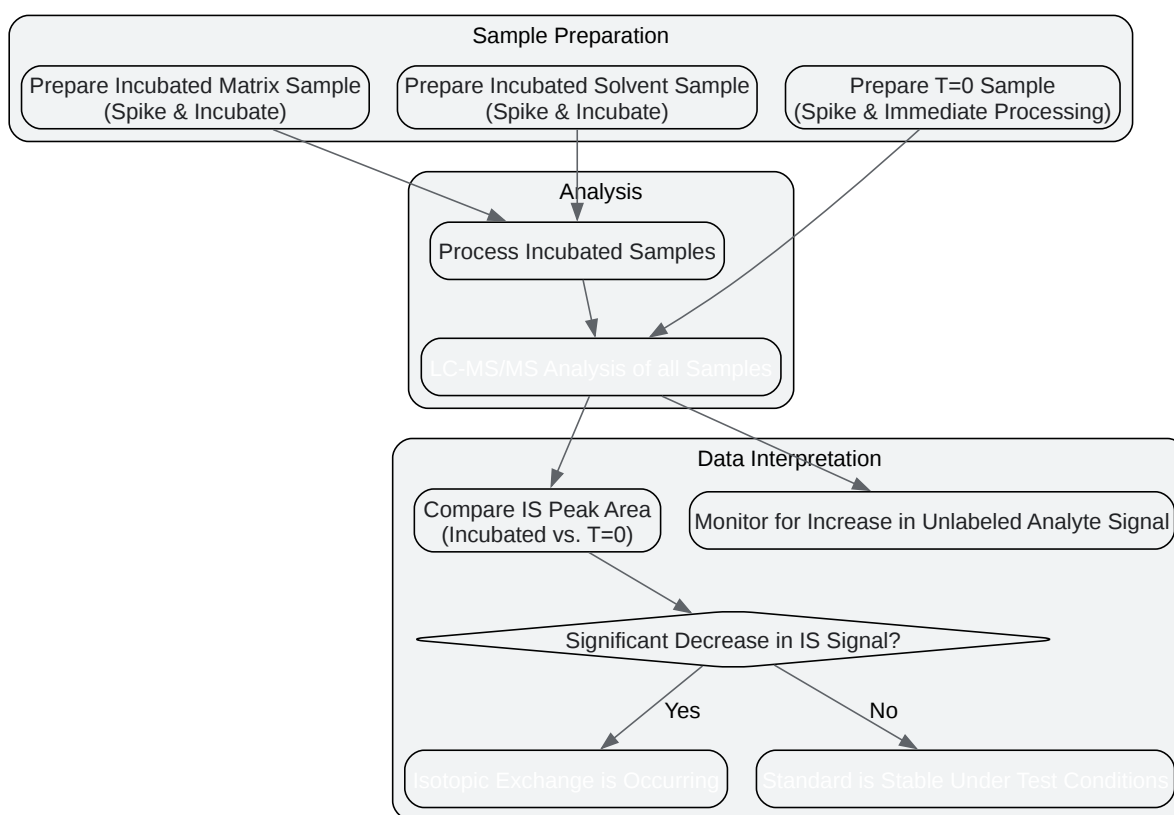 Sample Preparation
Prepare Incubated Matrix Sample
(Spike & Incubate)
Prepare Incubated Solvent Sample
(Spike & Incubate)
Prepare T=0 Sample
(Spike & Immediate Processing)
Analysis
Process Incubated Samples
LC-MS/MS Analysis of all Samples
Data Interpretation
Compare IS Peak Area
(Incubated vs. T=0)
Monitor for Increase in Unlabeled Analyte Signal
Significant Decrease in IS Signal?
Yes
No
Isotopic Exchange is Occurring
Standard is Stable Under Test Conditions